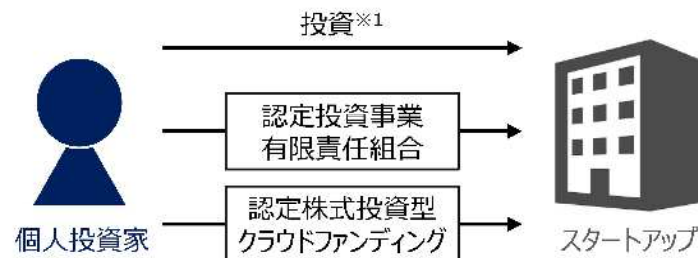 投資※1
認定投資事業
有限責任組合
認定株式投資型
クラウドファンディング
個人投資家
スタートアップ